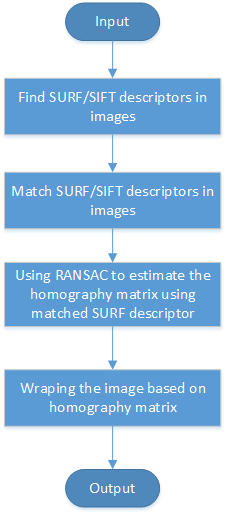 Input
Find SURF/SIFT descriptors in
images
Match SURF/SIFT descriptors in
images
Using RANSAC to estimate the
homography matrix using
matched SURF descriptor
Wraping the image based on
homography matrix
Output